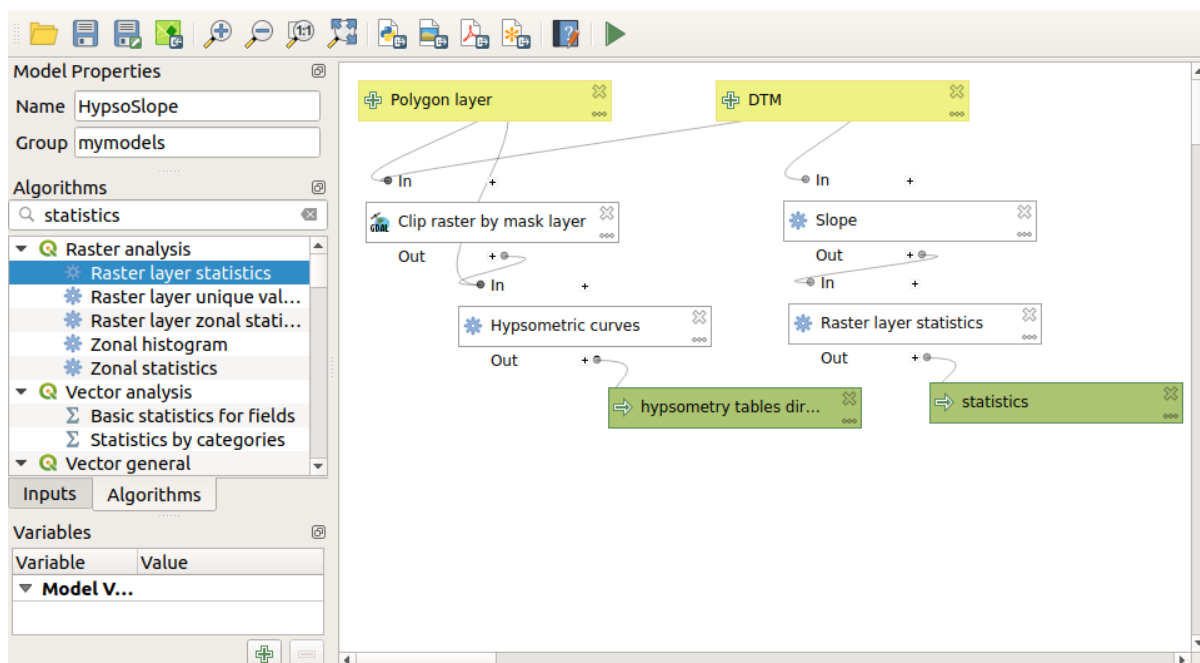 1:1
Model Properties
Name HypsoSlope
Group mymodels
Algorithms
statistics
Raster analysis
Raster layer statistics
Raster layer unique val...
Raster layer zonal stati...
Zonal histogram
Zonal statistics
Vector analysis
Basic statistics for fields
Statistics by categories
Vector general
Inputs Algorithms
Variables
Variable Value
Model V...
Polygon layer
DTM
In
In
GDAL Clip raster by mask layer
Slope
Out
Out
In
In
Hypsometric curves
Raster layer statistics
Out
Out
hypsometry tables dir...
statistics